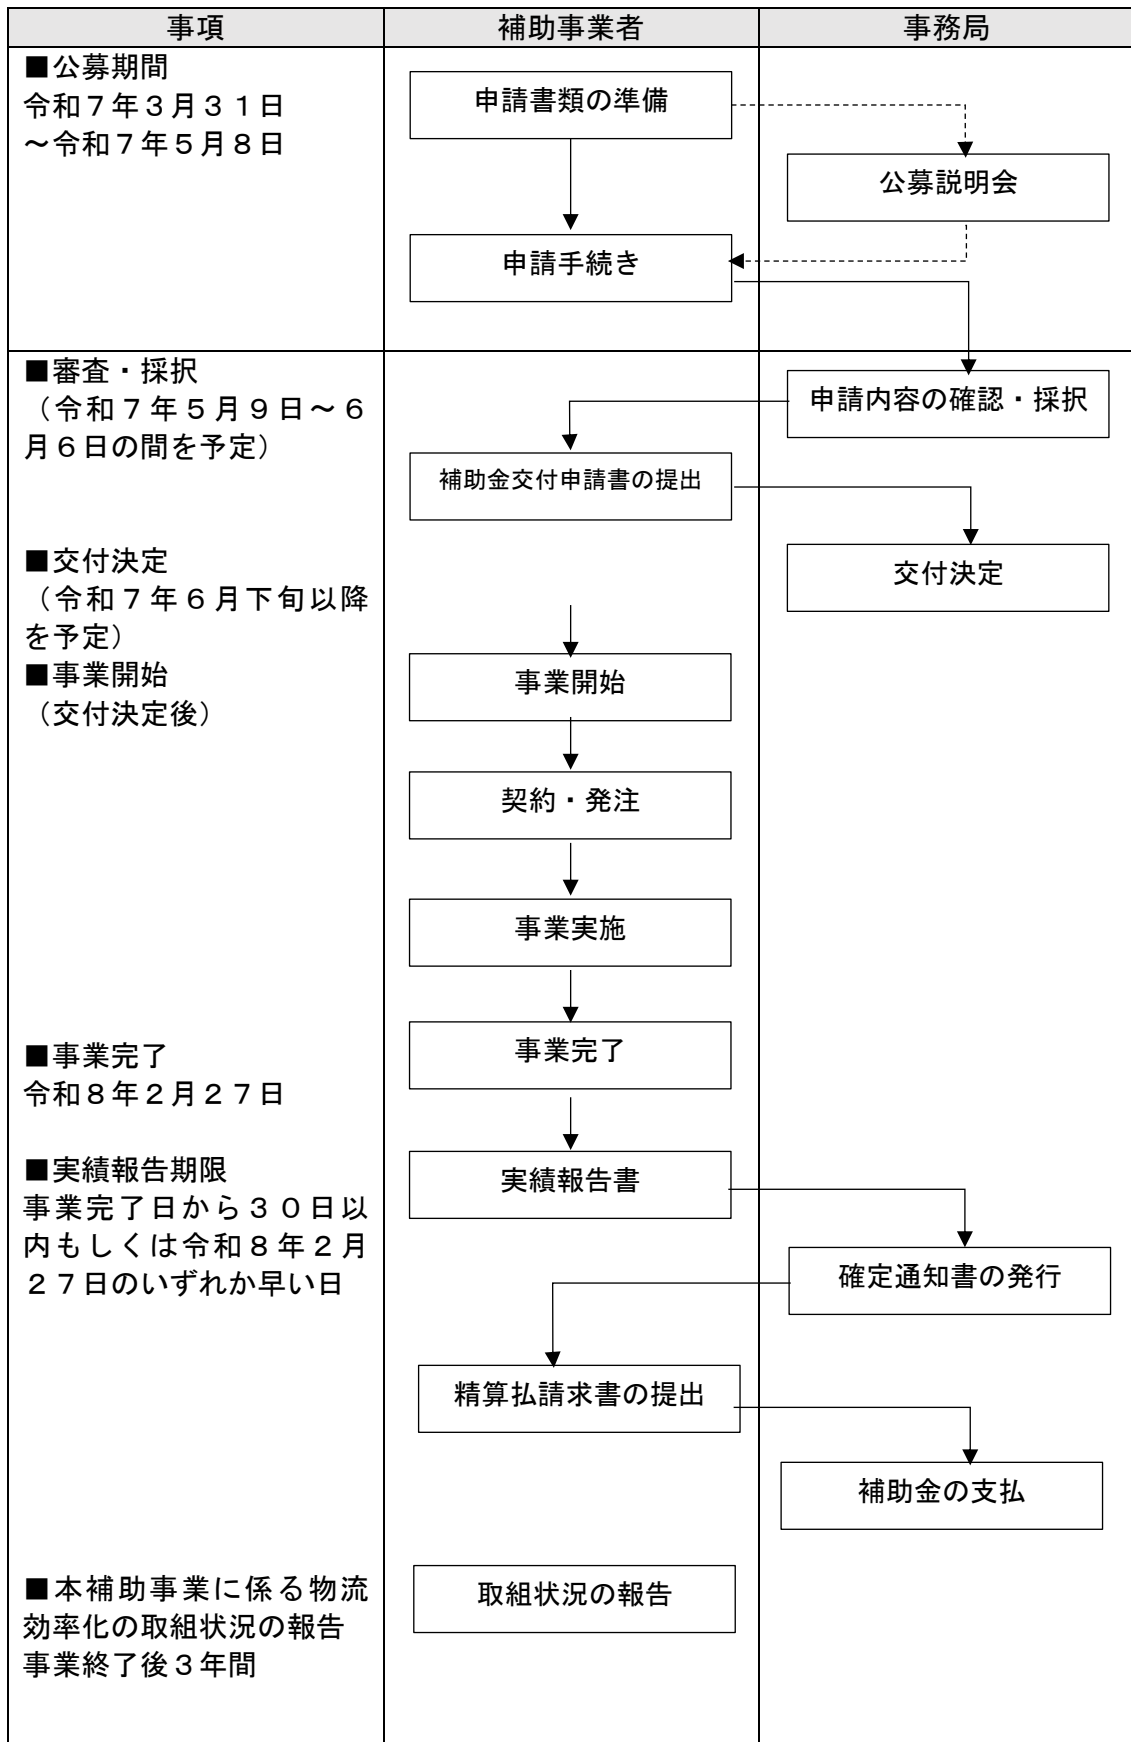 事項
補助事業者
事務局
■公募期間
令和７年３月３１日
～令和７年５月８日
申請書類の準備
公募説明会
申請手続き
■審査・採択
（令和７年５月９日～６
月６日の間を予定）
申請内容の確認・採択
補助金交付申請書の提出
■交付決定
（令和７年６月下旬以降
を予定）
交付決定
■事業開始
（交付決定後）
事業開始
契約・発注
事業実施
■事業完了
令和８年２月２７日
事業完了
■実績報告期限
事業完了日から３０日以
内もしくは令和８年２月
２７日のいずれか早い日
実績報告書
確定通知書の発行
精算払請求書の提出
補助金の支払
■本補助事業に係る物流
効率化の取組状況の報告
事業終了後３年間
取組状況の報告